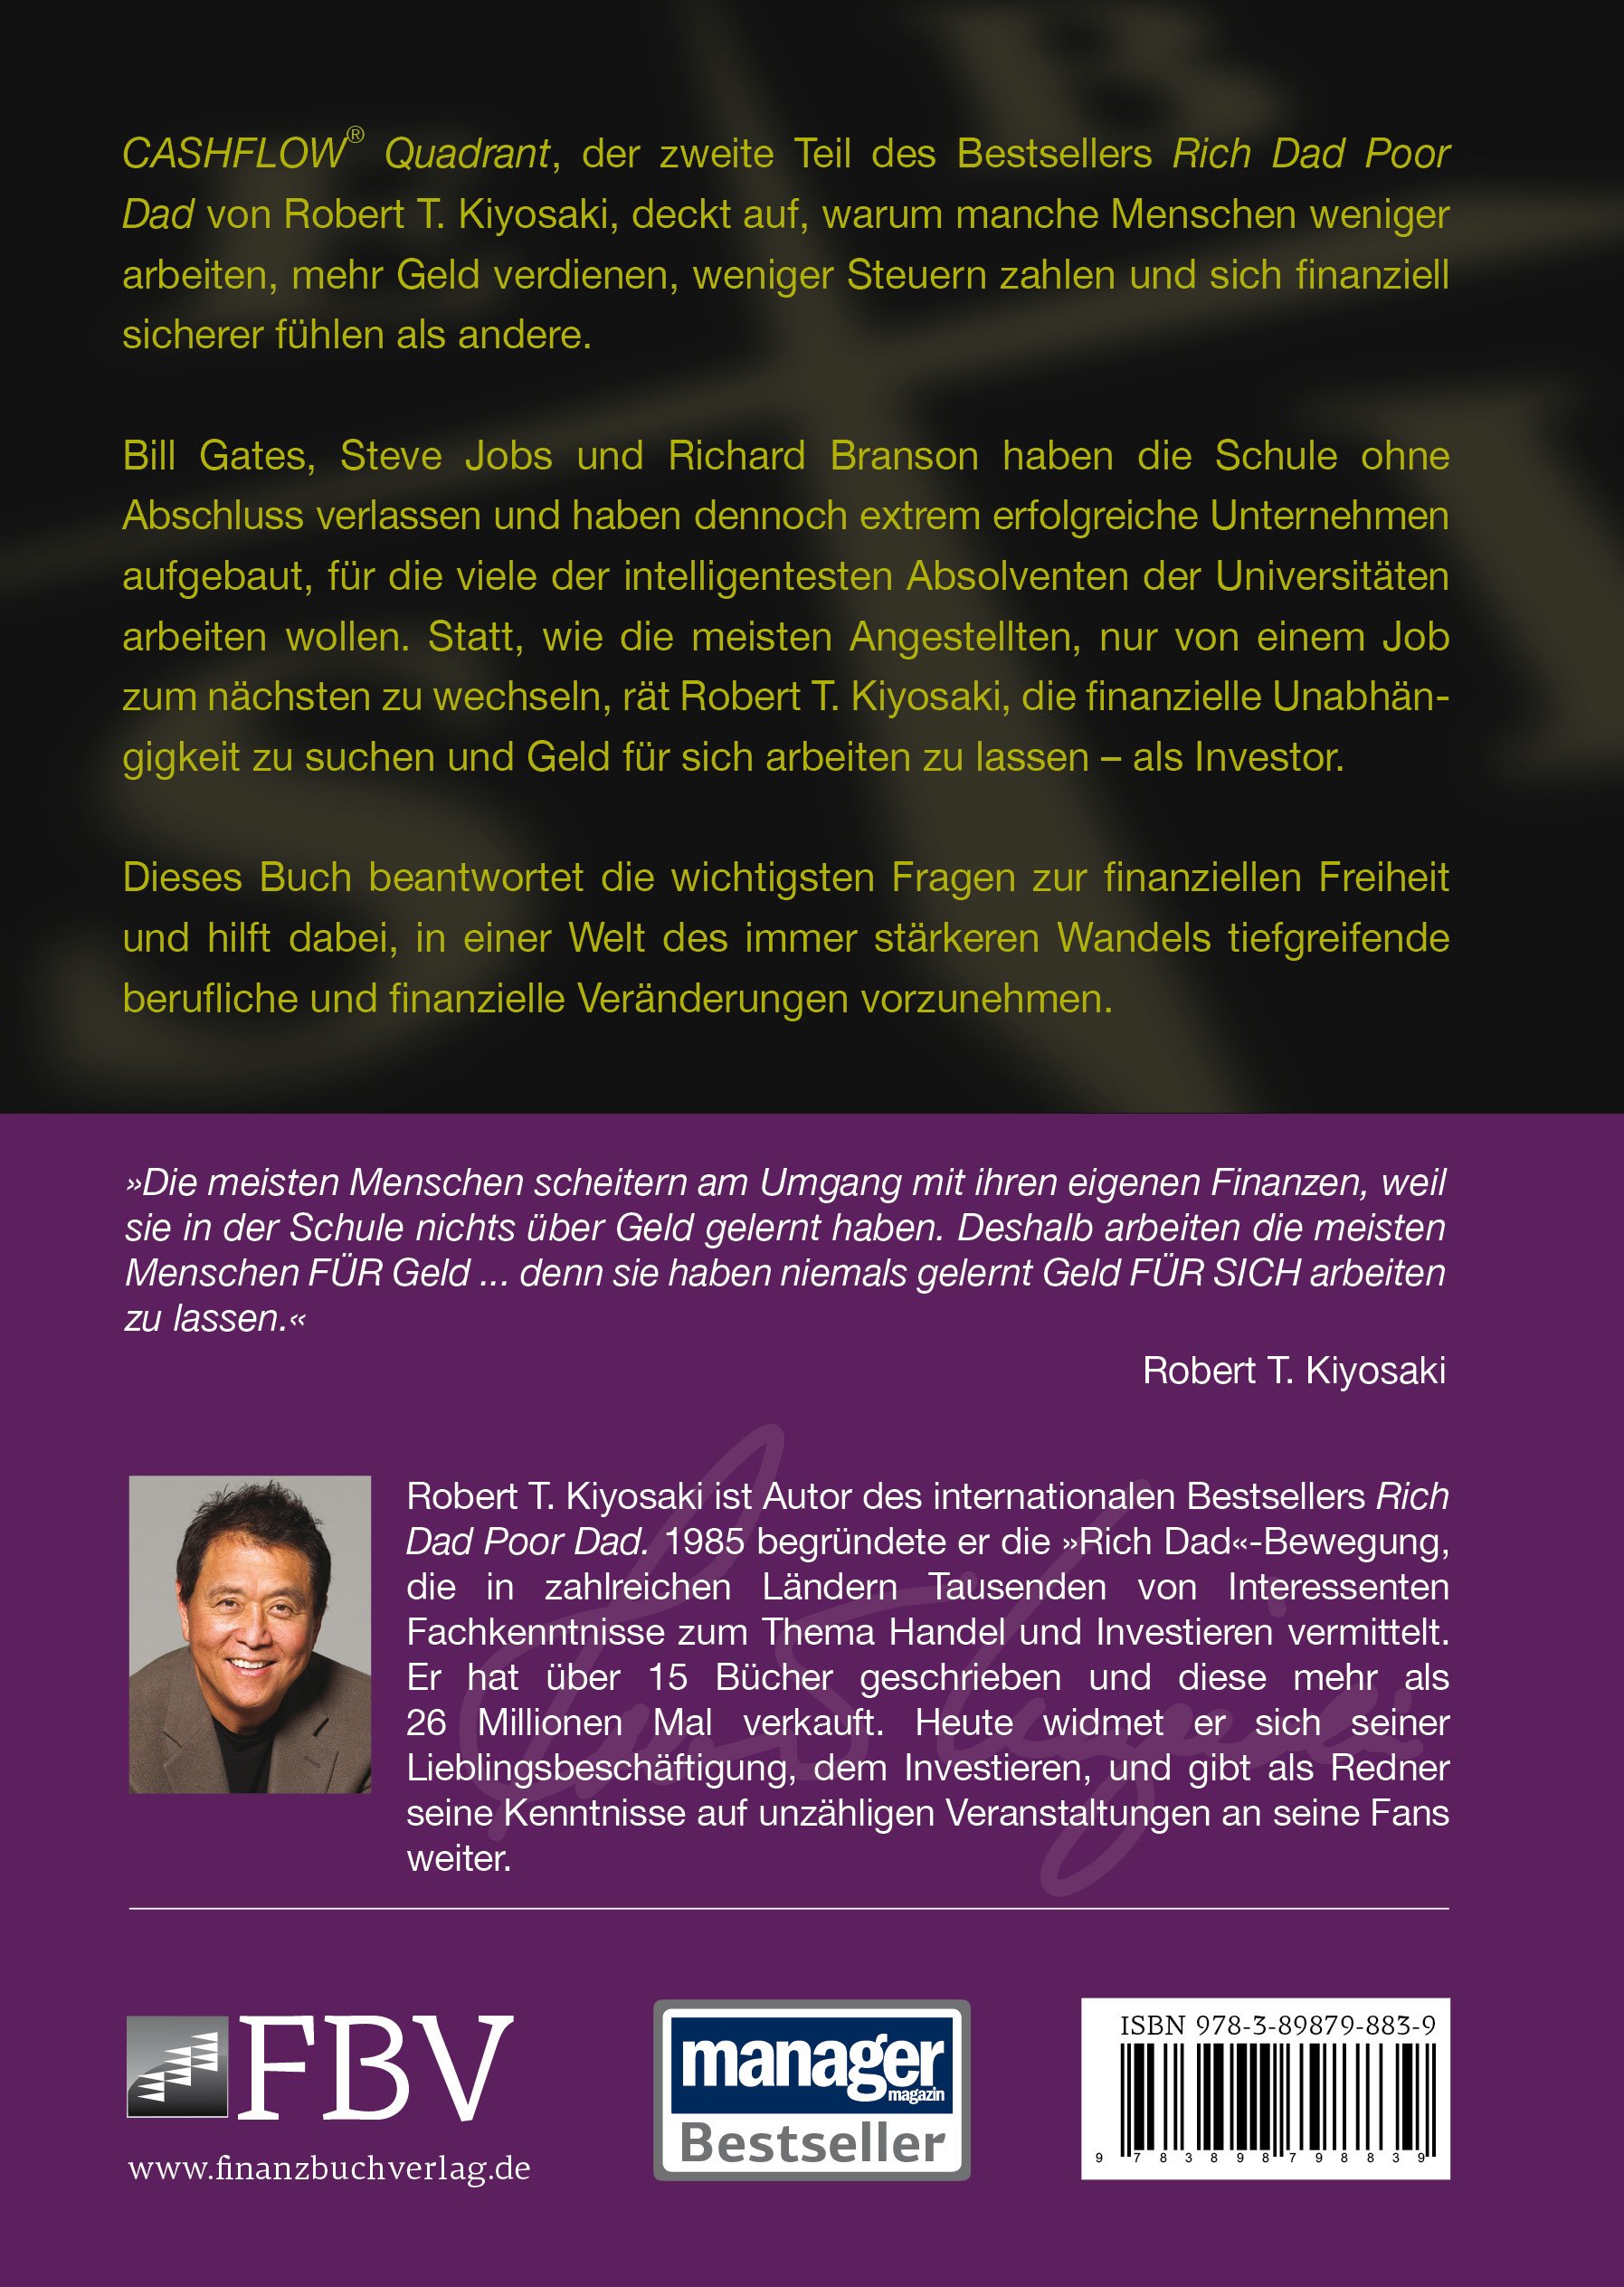 CASHFLOW® Quadrant, der zweite Teil des Bestsellers Rich Dad Poor
Dad von Robert T. Kiyosaki, deckt auf, warum manche Menschen weniger
arbeiten, mehr Geld verdienen, weniger Steuern zahlen und sich finanziell
sicherer fühlen als andere.
Bill Gates, Steve Jobs und Richard Branson haben die Schule ohne
Abschluss verlassen und haben dennoch extrem erfolgreiche Unternehmen
aufgebaut, für die viele der intelligentesten Absolventen der Universitäten
arbeiten wollen. Statt, wie die meisten Angestellten, nur von einem Job
zum nächsten zu wechseln, rät Robert T. Kiyosaki, die finanzielle Unabhän-
gigkeit zu suchen und Geld für sich arbeiten zu lassen – als Investor.
Dieses Buch beantwortet die wichtigsten Fragen zur finanziellen Freiheit
und hilft dabei, in einer Welt des immer stärkeren Wandels tiefgreifende
berufliche und finanzielle Veränderungen vorzunehmen.
»Die meisten Menschen scheitern am Umgang mit ihren eigenen Finanzen, weil
sie in der Schule nichts über Geld gelernt haben. Deshalb arbeiten die meisten
Menschen FÜR Geld ... denn sie haben niemals gelernt Geld FÜR SICH arbeiten
zu lassen.«
Robert T. Kiyosaki
Robert T. Kiyosaki ist Autor des internationalen Bestsellers Rich
Dad Poor Dad. 1985 begründete er die »Rich Dad«-Bewegung,
die in zahlreichen Ländern Tausenden von Interessenten
Fachkenntnisse zum Thema Handel und Investieren vermittelt.
Er hat über 15 Bücher geschrieben und diese mehr als
26 Millionen Mal verkauft. Heute widmet er sich seiner
Lieblingsbeschäftigung, dem Investieren, und gibt als Redner
seine Kenntnisse auf unzähligen Veranstaltungen an seine Fans
weiter.
FBV
www.finanzbuchverlag.de
manager
magazin
Bestseller
ISBN 978-3-89879-883-9
9 783898 798839